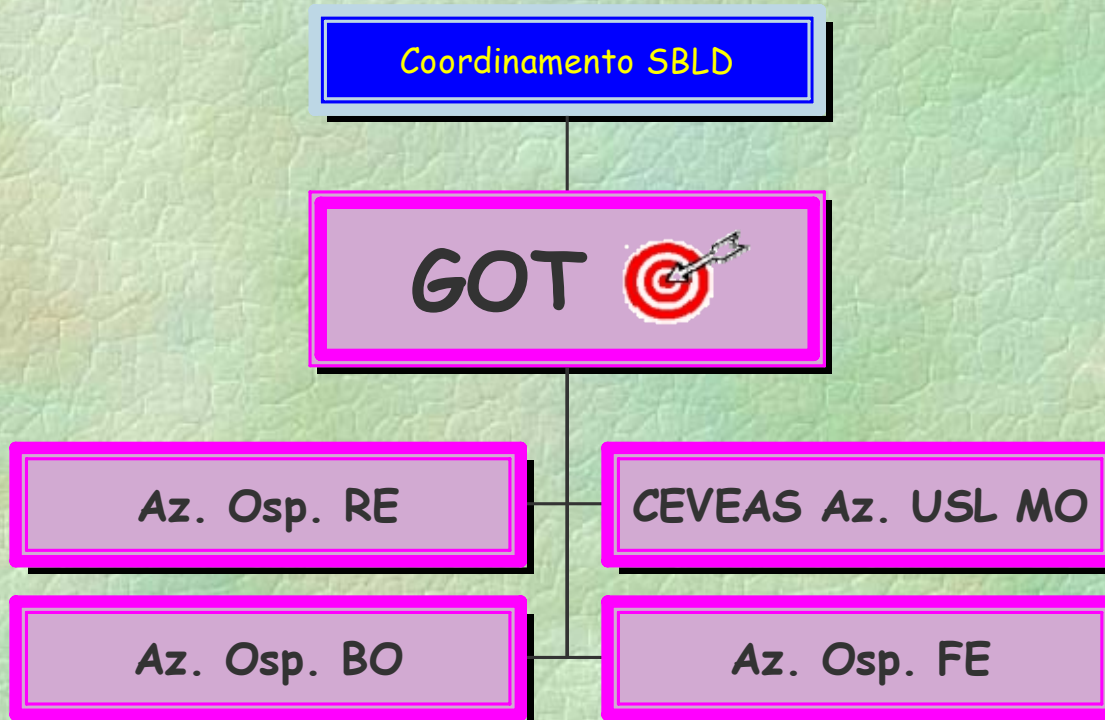 Coordinamento SBLD
GOT
Az. Osp. RE
CEVEAS Az. USL MO
Az. Osp. BO
Az. Osp. FE